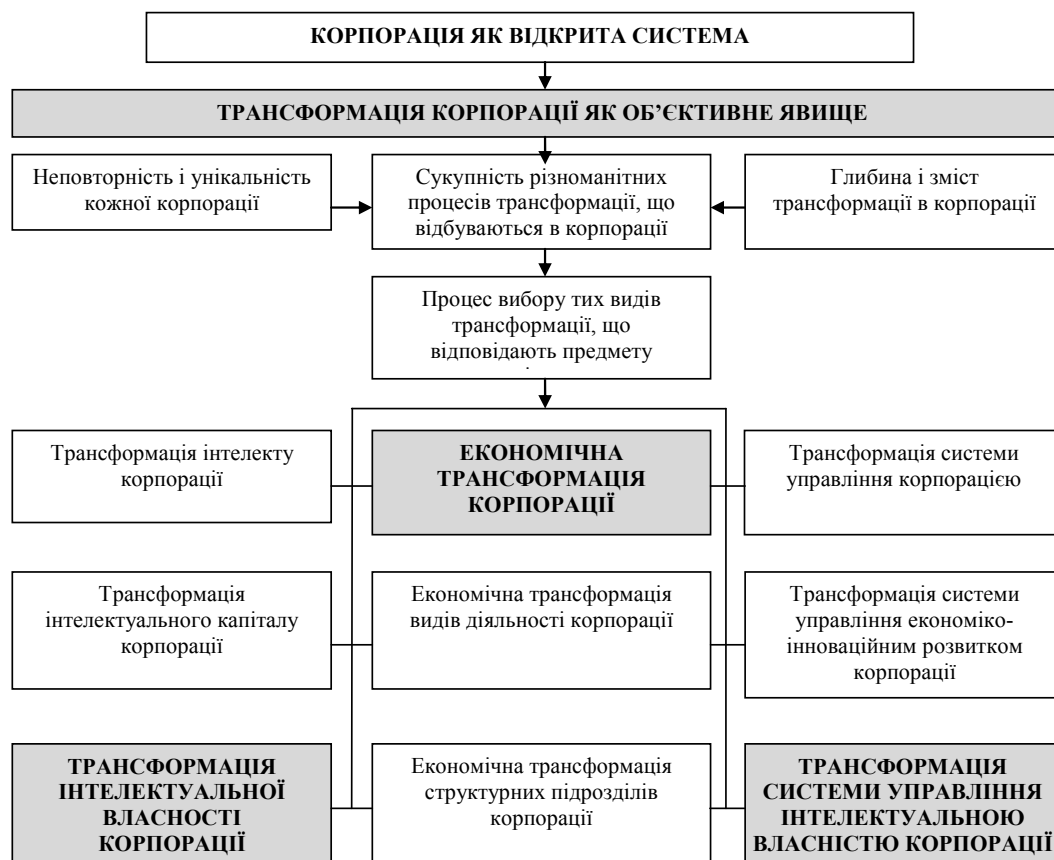 КОРПОРАЦІЯ ЯК ВІДКРИТА СИСТЕМА
ТРАНСФОРМАЦІЯ КОРПОРАЦІЇ ЯК ОБ’ЄКТИВНЕ ЯВИЩЕ
Неповторність і унікальність
кожної корпорації
Сукупність різноманітних
процесів трансформації, що
відбуваються в корпорації
Глибина і зміст
трансформації в корпорації
Процес вибору тих видів
трансформації, що
відповідають предмету
Трансформація інтелекту
корпорації
ЕКОНОМІЧНА
ТРАНСФОРМАЦІЯ
КОРПОРАЦІЇ
Трансформація системи
управління корпорацією
Трансформація
інтелектуального капіталу
корпорації
Економічна трансформація
видів діяльності корпорації
Трансформація системи
управління економіко-
інноваційним розвитком
корпорації
ТРАНСФОРМАЦІЯ
ІНТЕЛЕКТУАЛЬНОЇ
ВЛАСНОСТІ
КОРПОРАЦІЇ
Економічна трансформація
структурних підрозділів
корпорації
ТРАНСФОРМАЦІЯ
СИСТЕМИ УПРАВЛІННЯ
ІНТЕЛЕКТУАЛЬНОЮ
ВЛАСНІСТЮ КОРПОРАЦІЇ